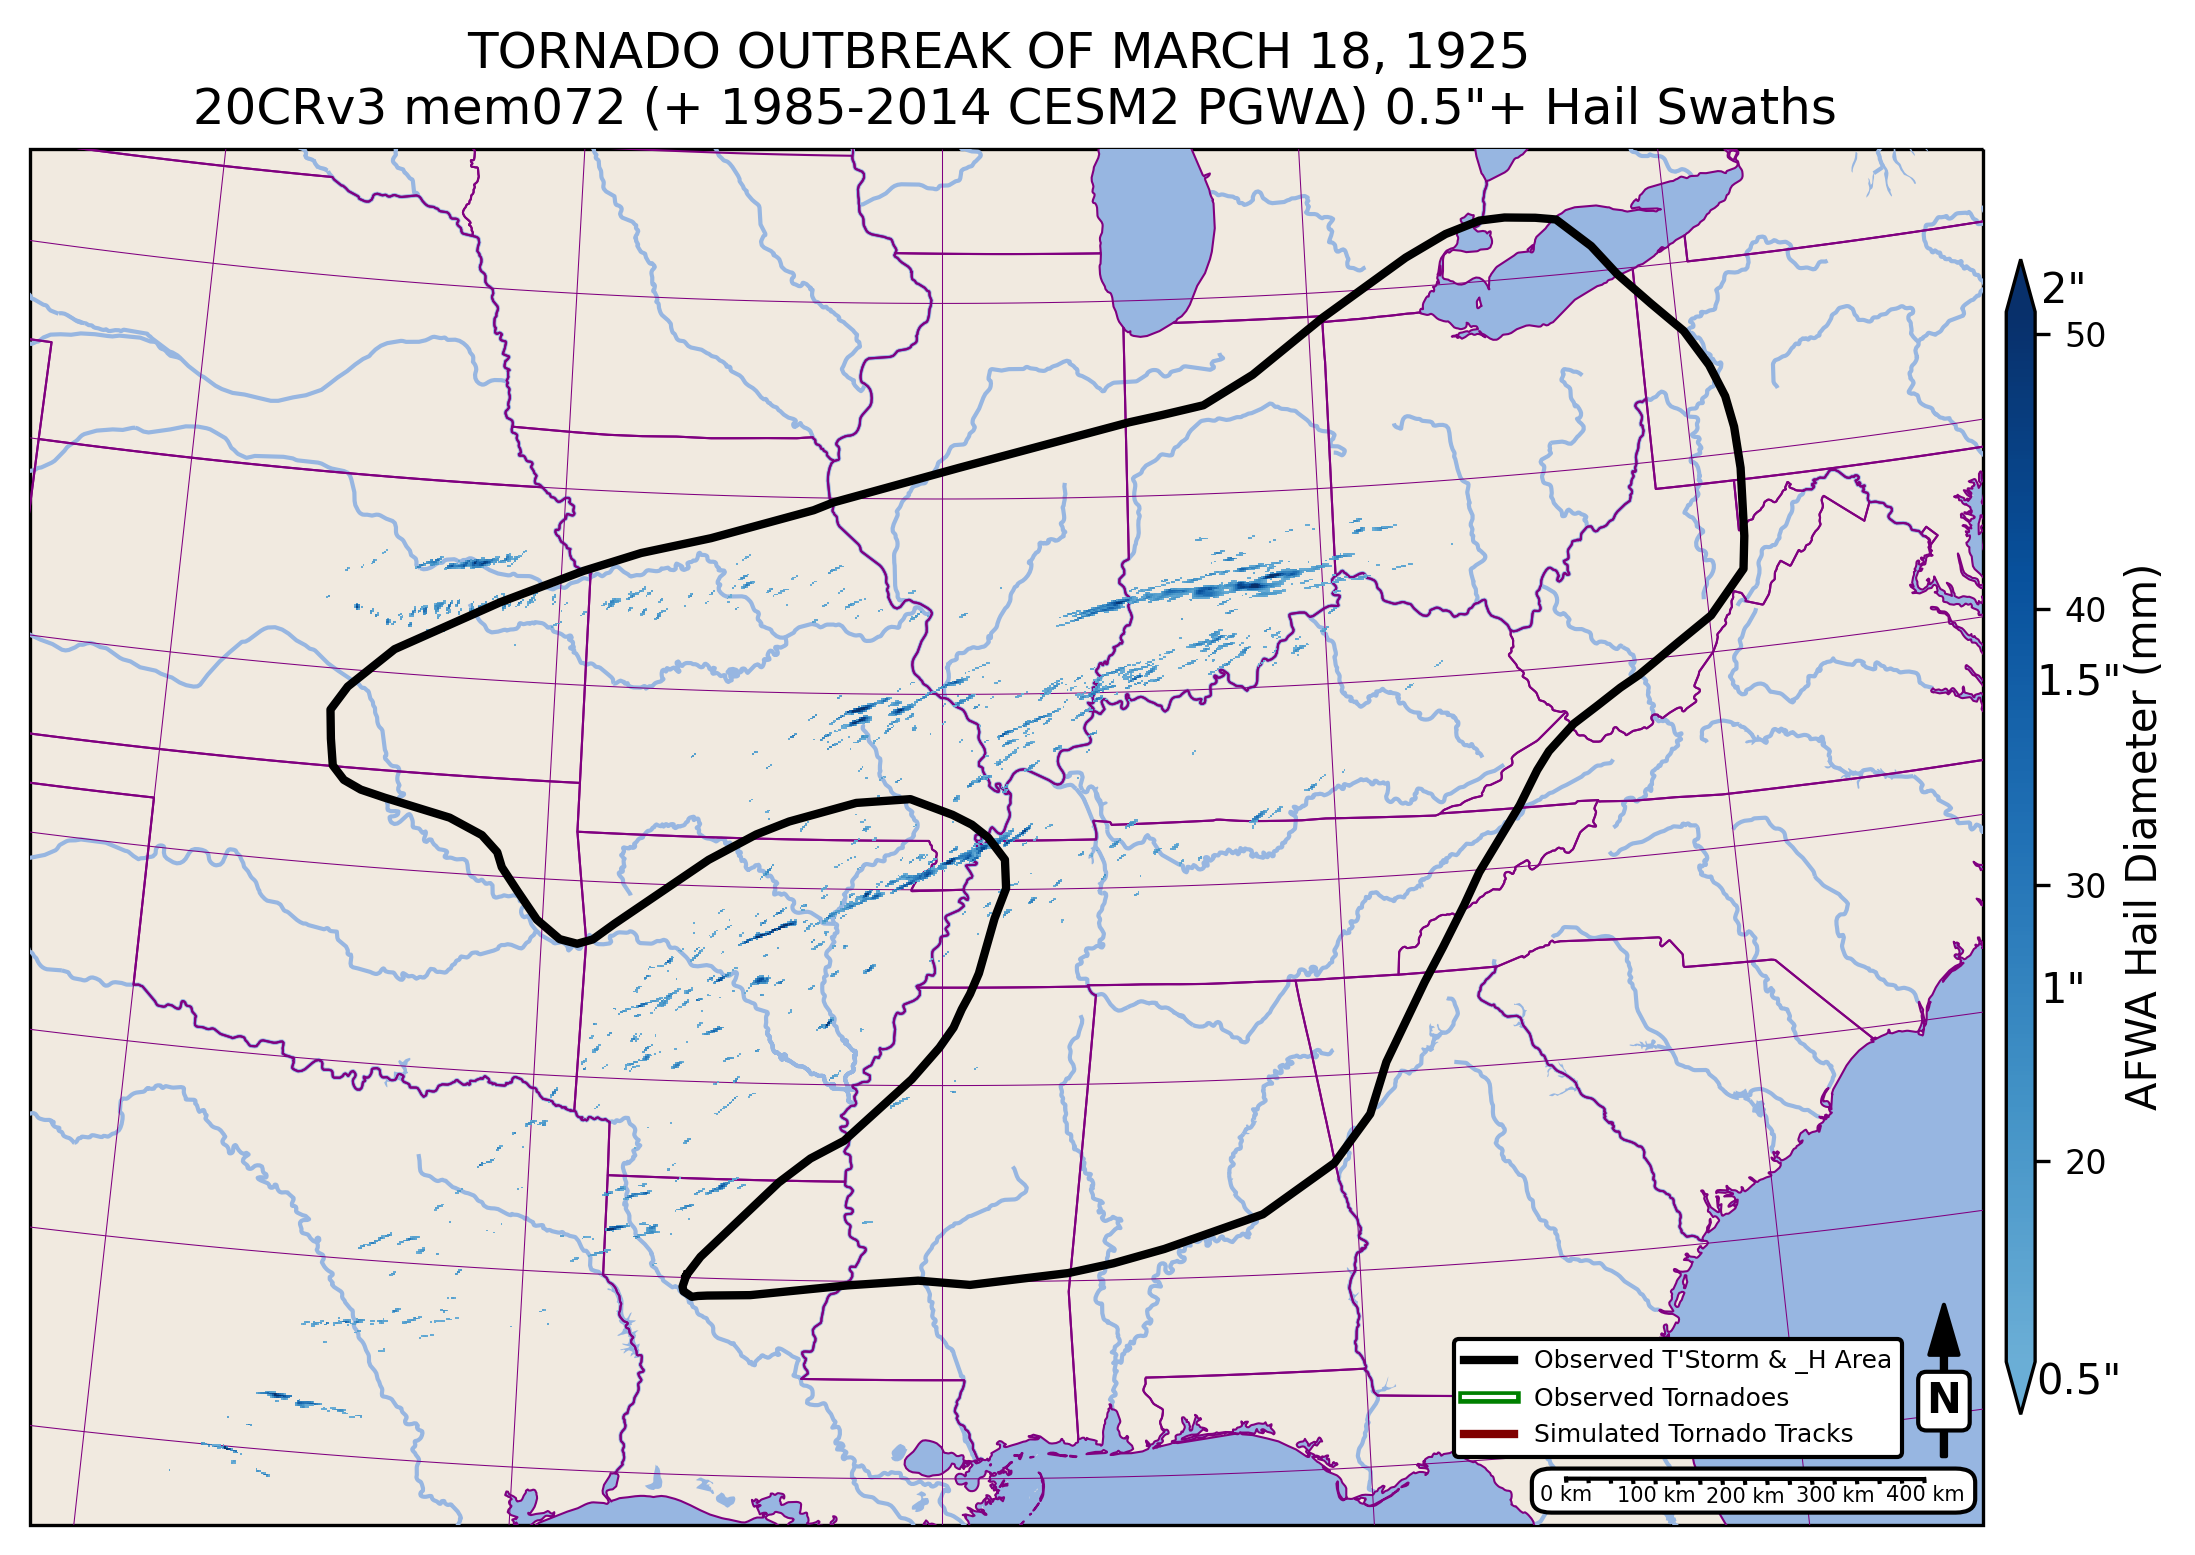 TORNADO OUTBREAK OF MARCH 18, 1925
20CRv3 mem072 (+ 1985-2014 CESM2 PGWΔ) 0.5"+ Hail Swaths
2"
50
40
1.5"
30
1"
20
0.5"
AFWA Hail Diameter (mm)
Observed T'Storm & _H Area
Observed Tornadoes
Simulated Tornado Tracks
N
0 km 100 km 200 km 300 km 400 km